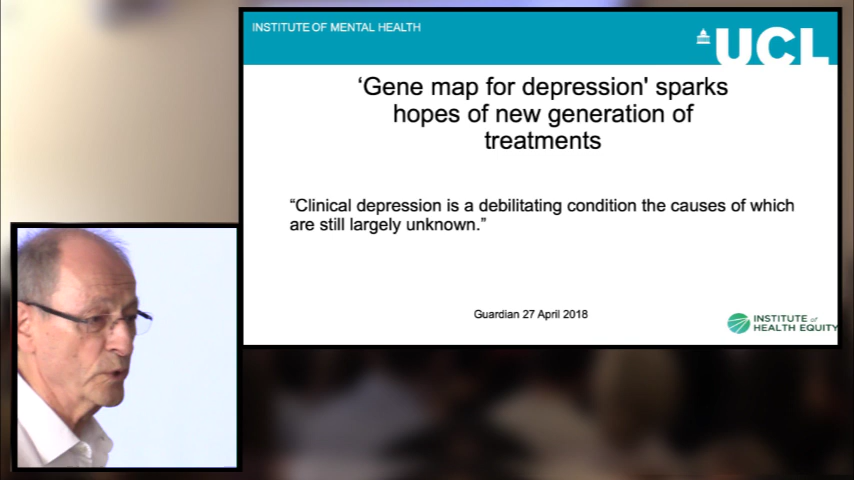 INSTITUTE OF MENTAL HEALTH
UCL
‘Gene map for depression' sparks
hopes of new generation of
treatments
“Clinical depression is a debilitating condition the causes of which
are still largely unknown.”
Guardian 27 April 2018
INSTITUTE of
HEALTH EQUITY